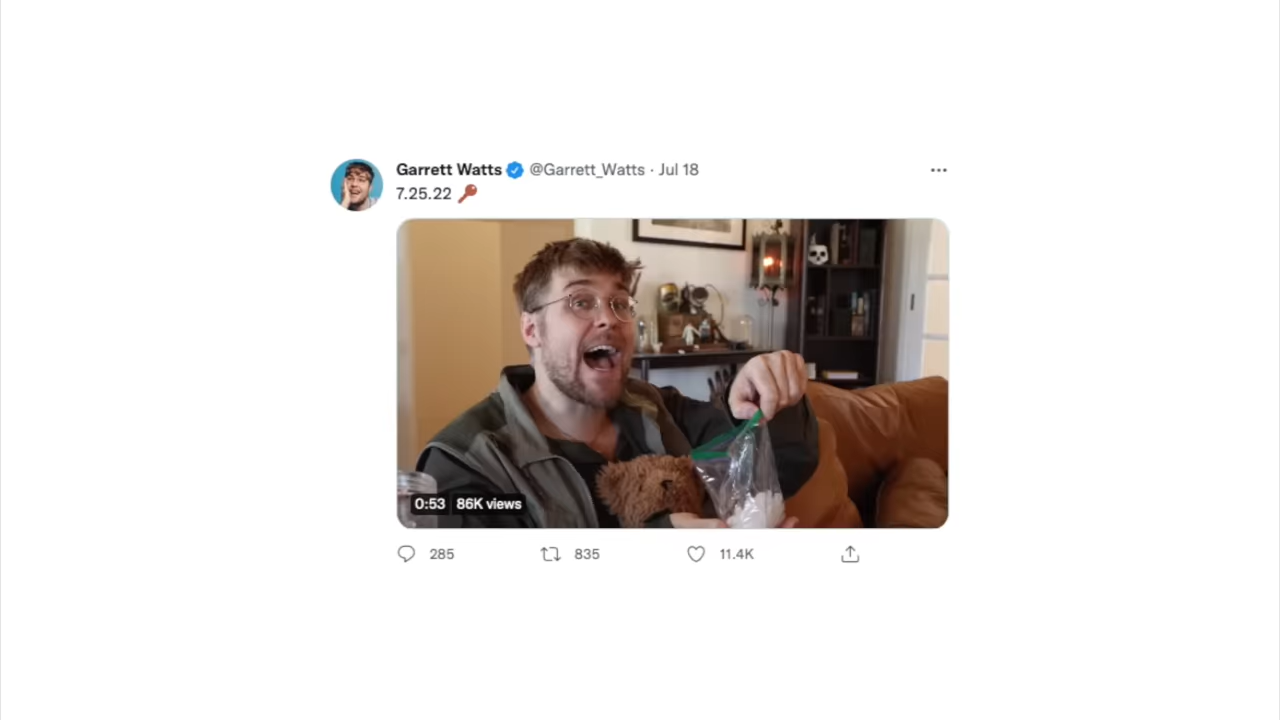 Garrett Watts @Garrett_Watts · Jul 18
7.25.22 🗝
0:53 86K views
285 835 11.4K